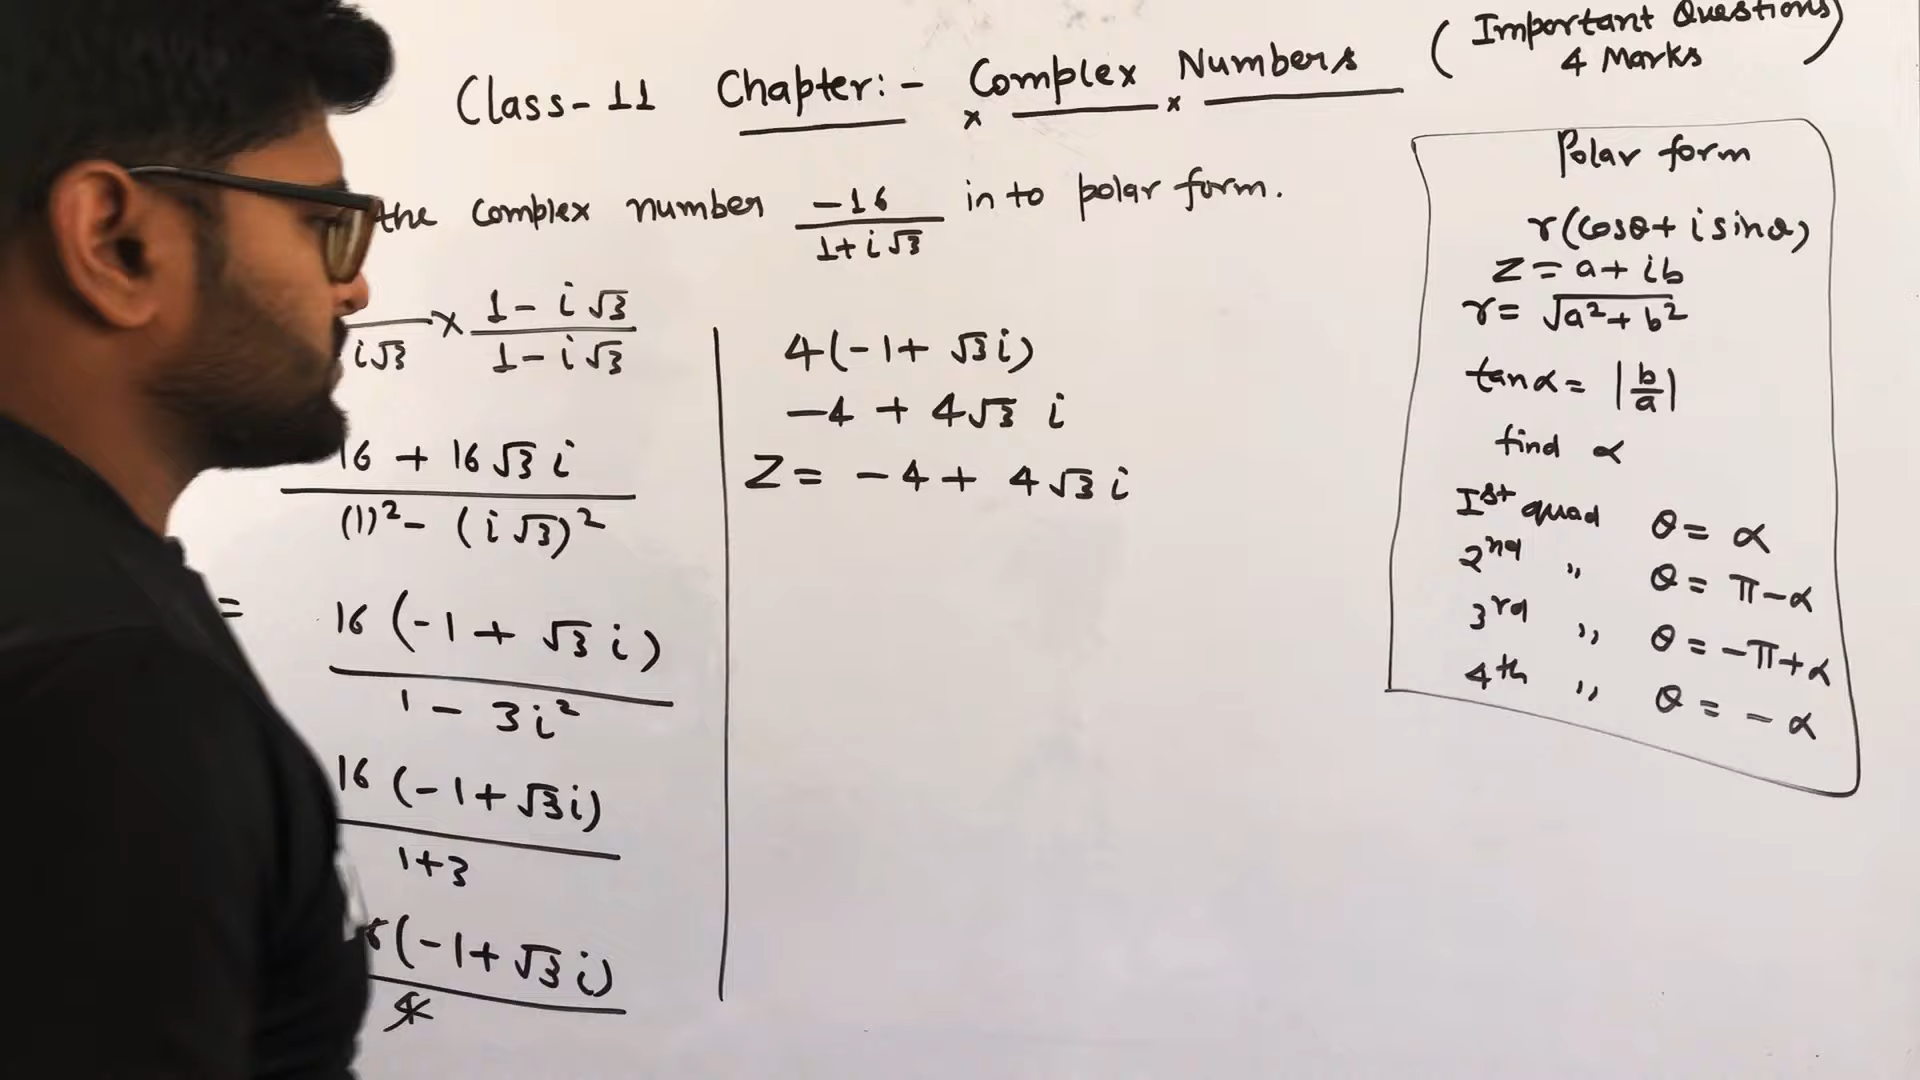 Class-11 Chapter:- Complex Numbers
(Important Questions)
4 Marks
the complex number -16/(1+i√3) in to polar form.
i√3 × (1-i√3)/(1-i√3)
16 + 16√3 i
(1)² - (i√3)²
= 16(-1 + √3 i)
1 - 3i²
16(-1+√3i)
1+3
(-1+√3i)
4
4(-1+ √3i)
-4 + 4√3 i
Z = -4 + 4√3 i
Polar form
r(cosθ+ i sinθ)
Z = a+ib
r= √a²+b²
tanα= |b/a|
find α
Ist quad θ= α
2nd ,, θ= π-α
3rd ,, θ= -π+α
4th ,, θ= -α